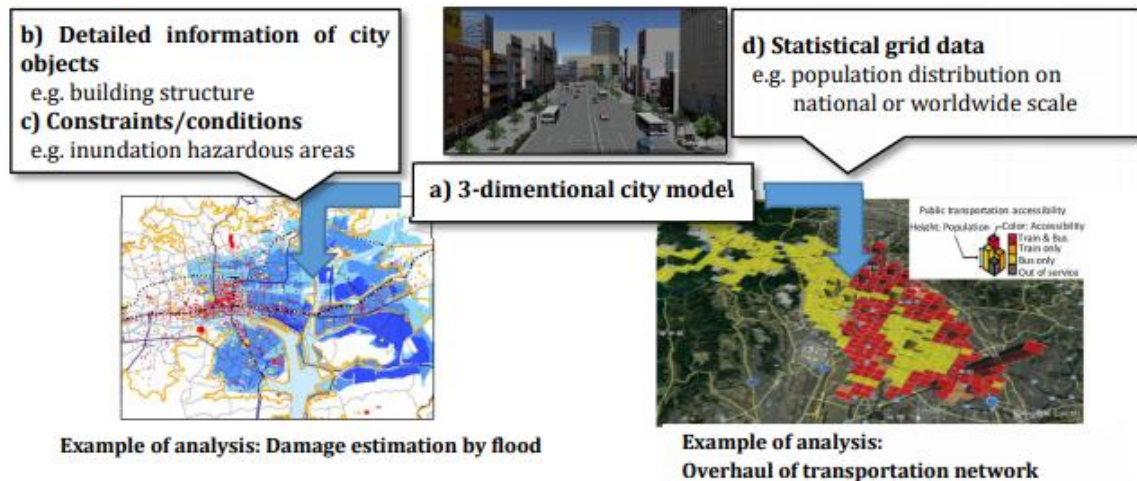 b) Detailed information of city
objects
e.g. building structure
c) Constraints/conditions
e.g. inundation hazardous areas
d) Statistical grid data
e.g. population distribution on
national or worldwide scale
a) 3-dimentional city model
Public transportation accessibility
Height: Population
Color: Accessibility
Train & Bus
Train only
Bus only
Out of service
Example of analysis: Damage estimation by flood
Example of analysis:
Overhaul of transportation network